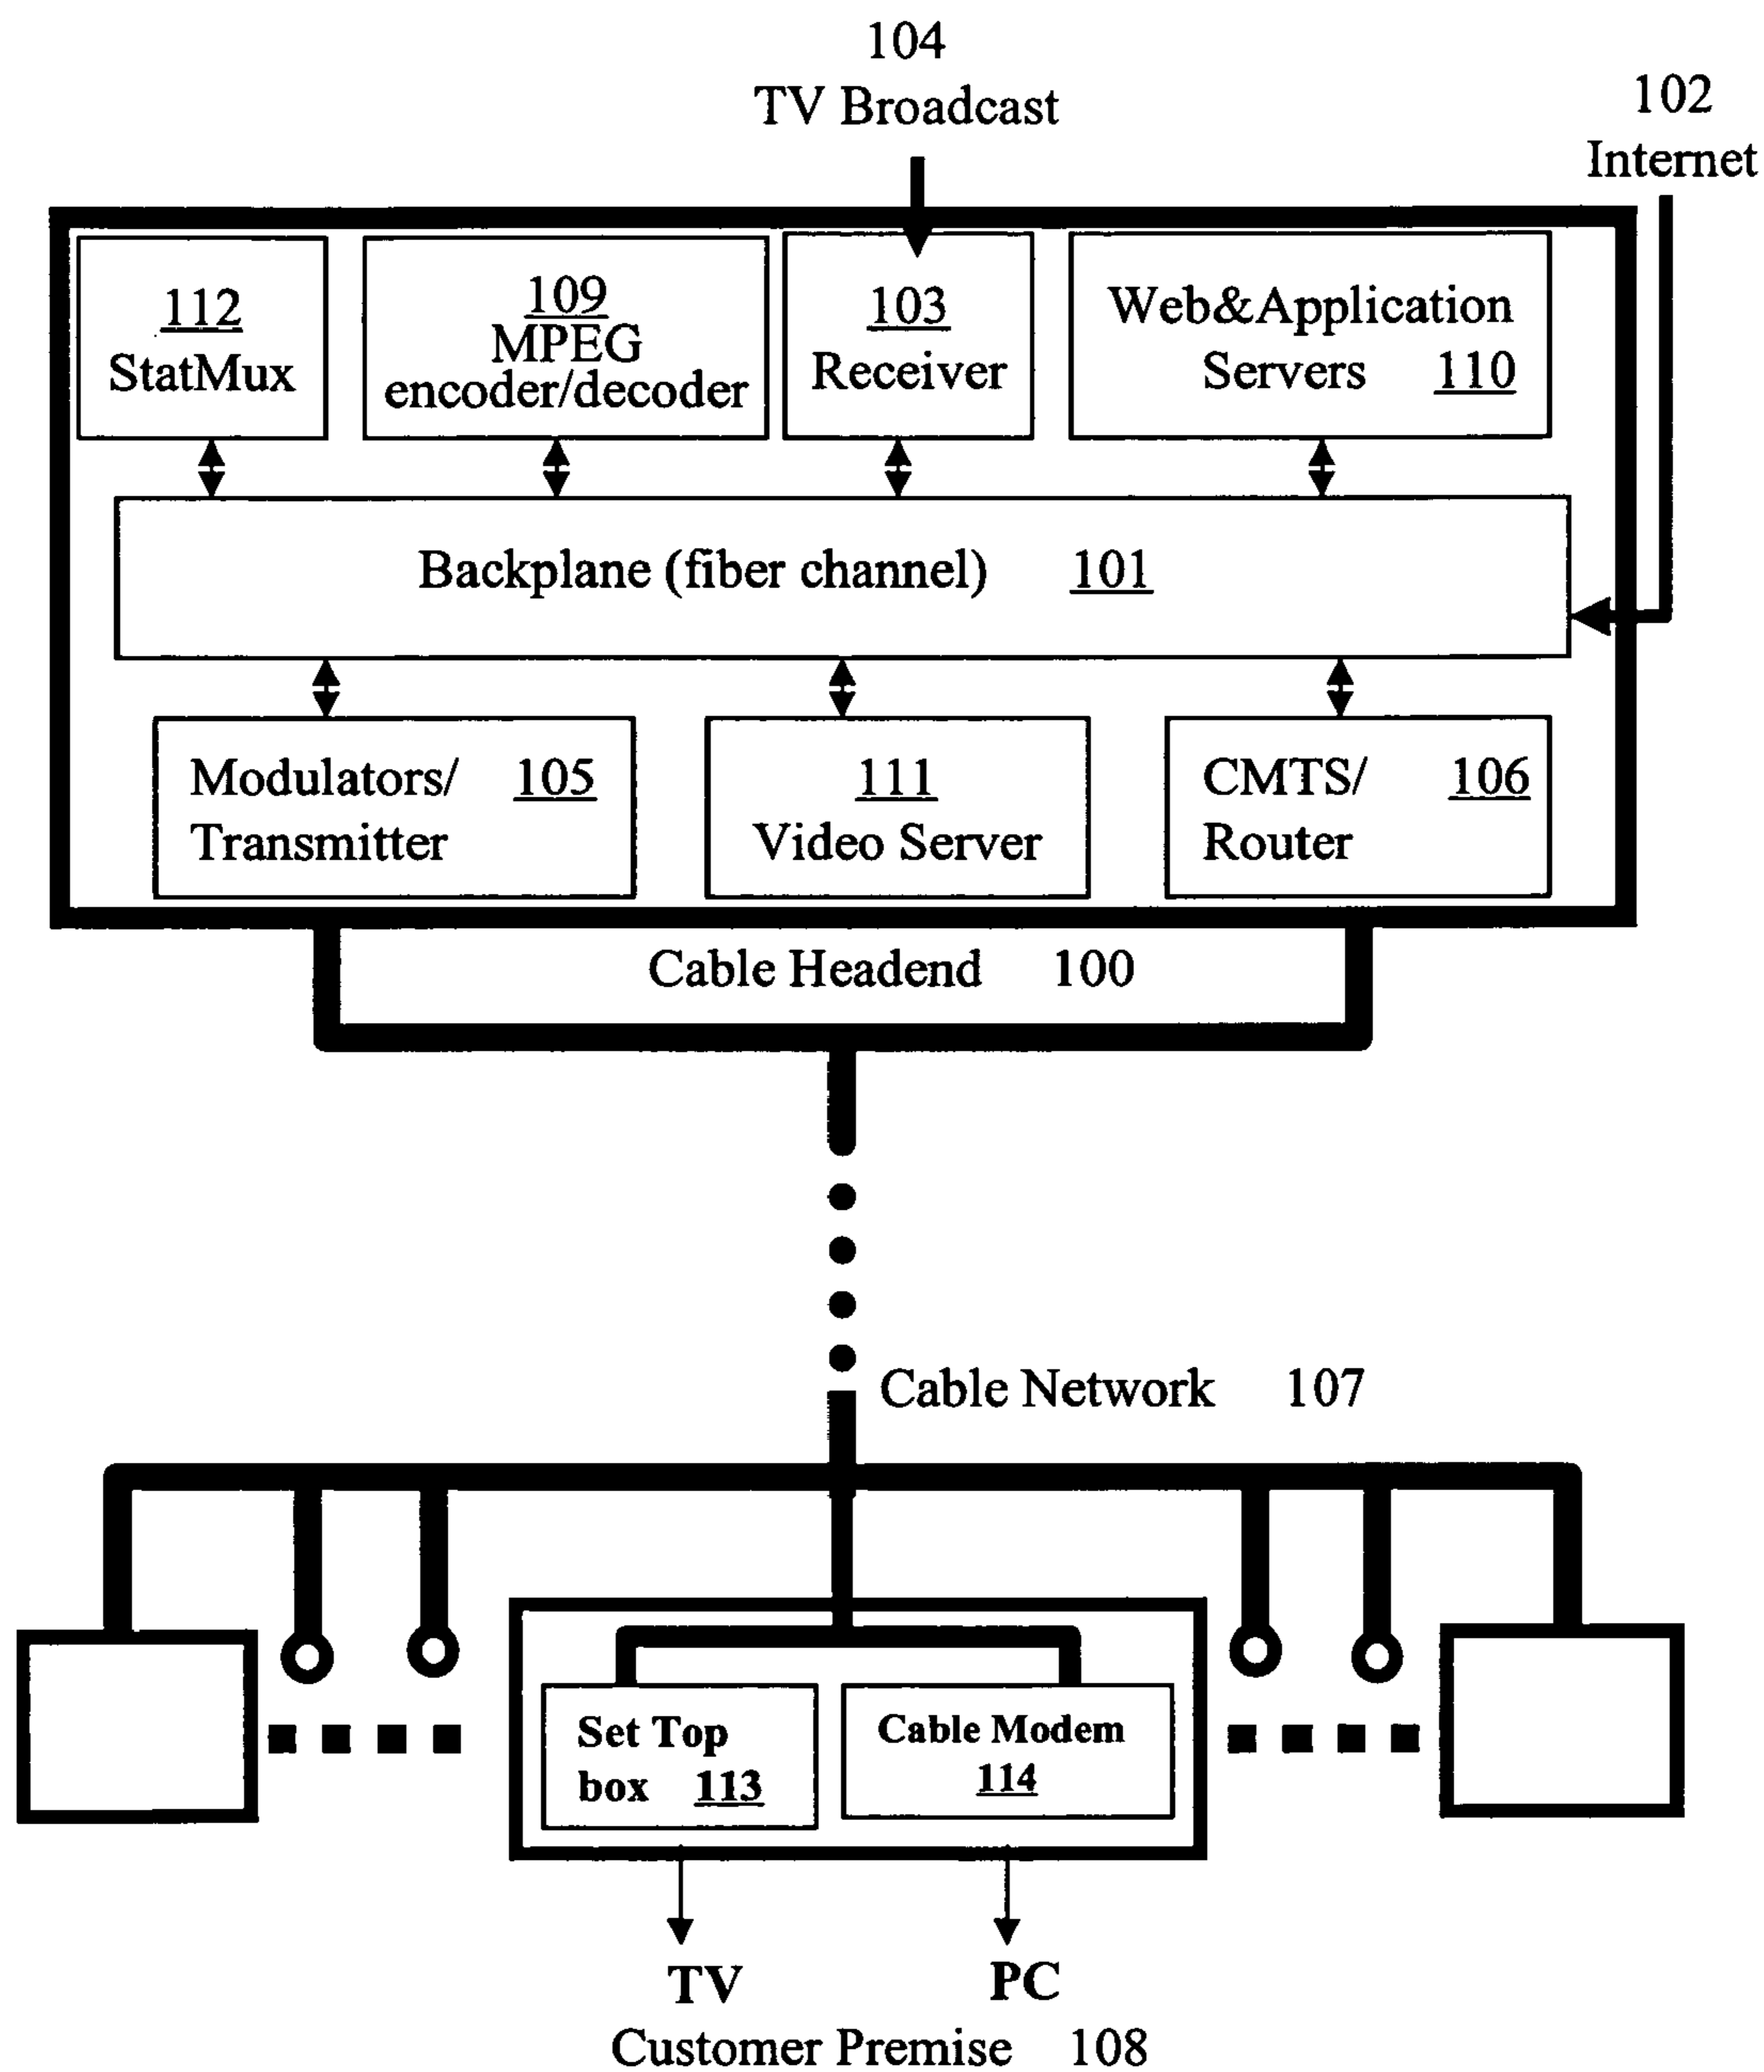 104
TV Broadcast
102
Internet
112
StatMux
109
MPEG
encoder/decoder
103
Receiver
Web&Application
Servers 110
Backplane (fiber channel) 101
Modulators/ 105
Transmitter
111
Video Server
CMTS/ 106
Router
Cable Headend 100
Cable Network 107
Set Top
box 113
Cable Modem
114
TV
PC
Customer Premise 108